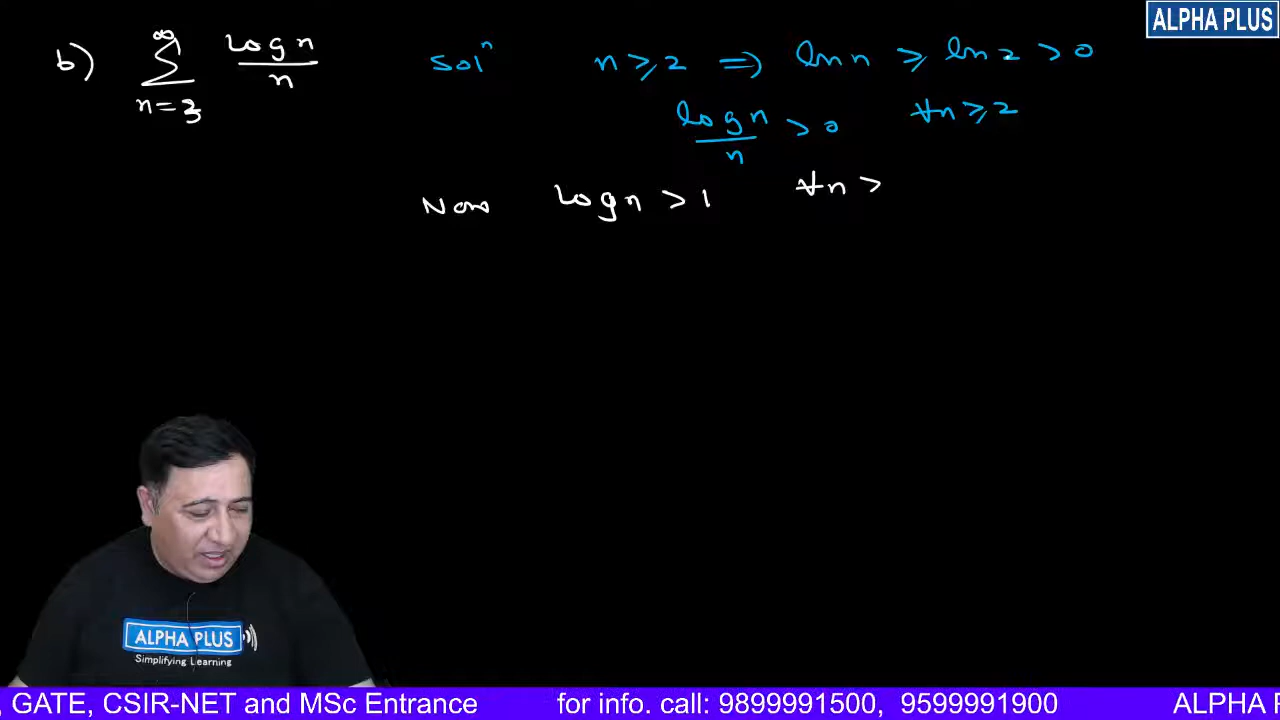 ALPHA PLUS
b) ∞ Σ n=3 log n / n
solⁿ n ≥ 2 ⇒ ln n ≥ ln 2 > 0
log n / n > 0 ∀n ≥ 2
Now log n > 1 ∀n >
ALPHA PLUS
Simplifying Learning
, GATE, CSIR-NET and MSc Entrance for info. call: 9899991500, 9599991900 ALPHA